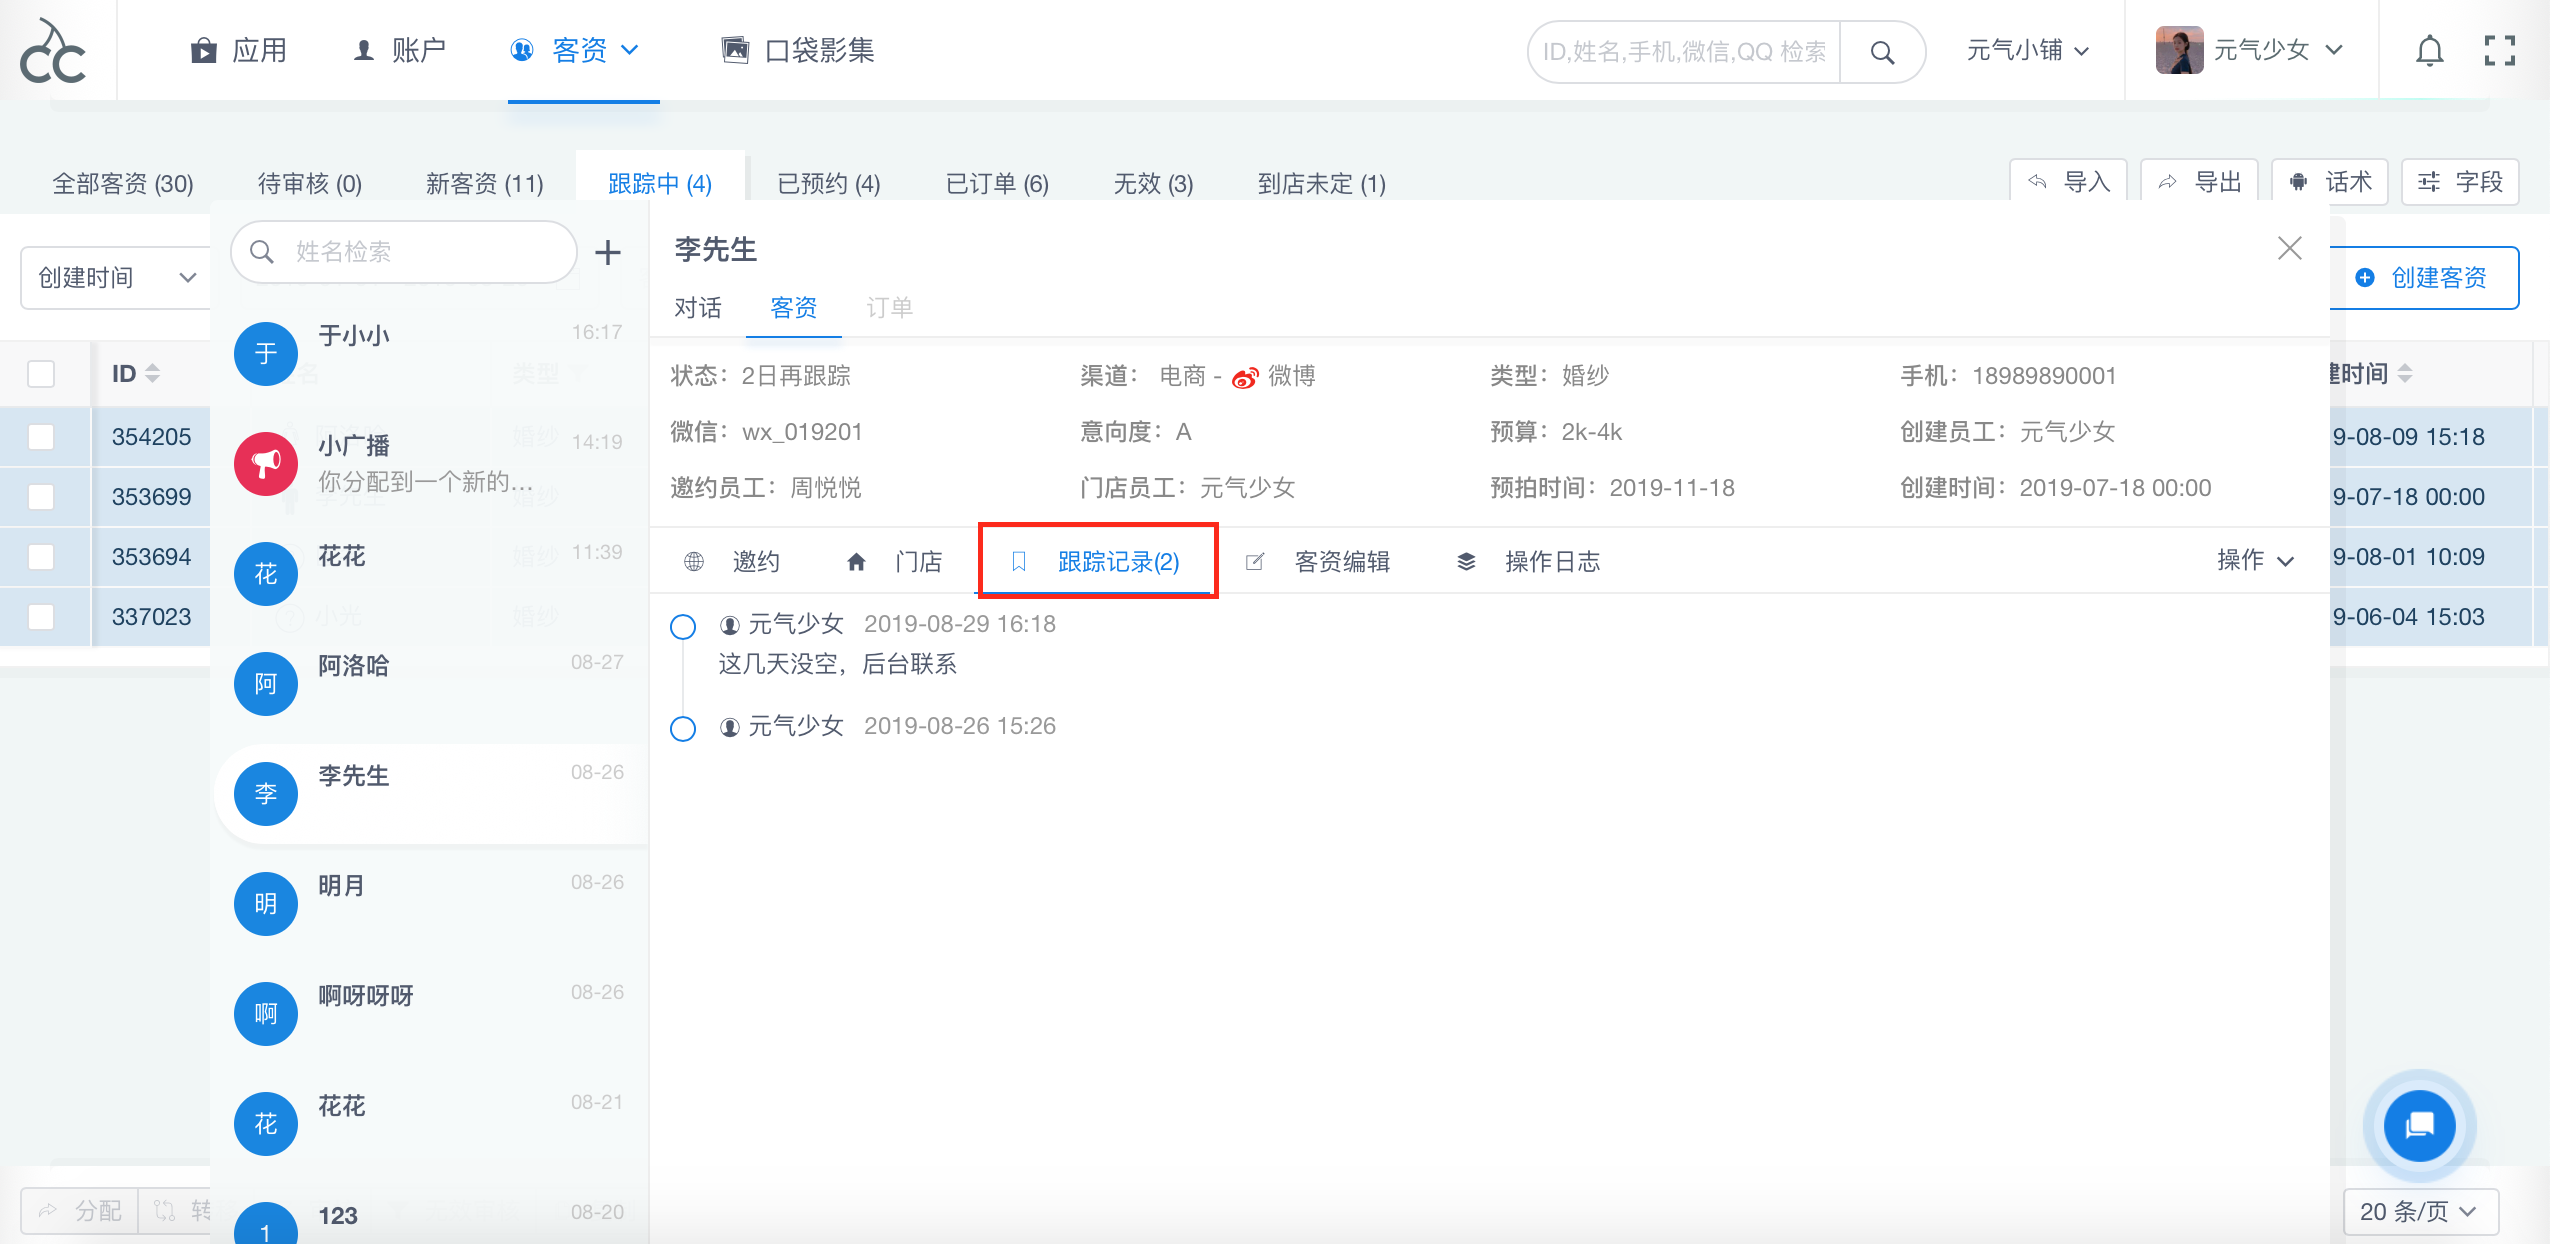 CC
应用
账户
客资
口袋影集
ID,姓名,手机,微信,QQ 检索
元气小铺
元气少女
全部客资 (30)
待审核 (0)
新客资 (11)
跟踪中 (4)
已预约 (4)
已订单 (6)
无效 (3)
到店未定 (1)
导入
导出
话术
字段
创建时间
姓名检索
创建客资
ID
建时间
354205
353699
353694
337023
9-08-09 15:18
9-07-18 00:00
9-08-01 10:09
9-06-04 15:03
于
于小小
16:17
名
类型
小广播
14:19
你分配到一个新的...
婚纱
婚纱
花
花花
11:39
婚纱
小光
婚纱
阿
阿洛哈
08-27
李
李先生
08-26
明
明月
08-26
啊
啊呀呀呀
08-26
花
花花
08-21
1
123
08-20
李先生
对话
客资
订单
状态：2日再跟踪
渠道： 电商 - 微博
类型：婚纱
手机：18989890001
微信：wx_019201
意向度：A
预算：2k-4k
创建员工：元气少女
邀约员工：周悦悦
门店员工：元气少女
预拍时间：2019-11-18
创建时间：2019-07-18 00:00
邀约
门店
跟踪记录(2)
客资编辑
操作日志
操作
元气少女 2019-08-29 16:18
这几天没空，后台联系
元气少女 2019-08-26 15:26
分配
转
20 条/页